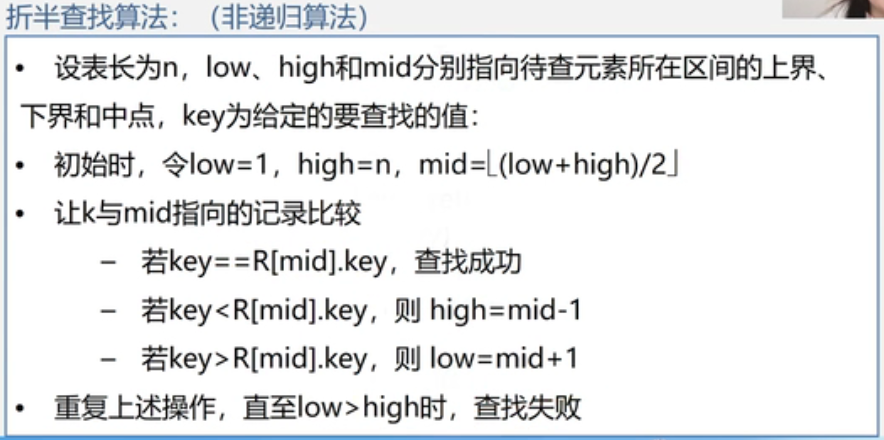 折半查找算法：（非递归算法）
• 设表长为n，low、high和mid分别指向待查元素所在区间的上界、
下界和中点，key为给定的要查找的值：
• 初始时，令low=1，high=n，mid=⌊(low+high)/2⌋
• 让k与mid指向的记录比较
– 若key==R[mid].key，查找成功
– 若key<R[mid].key，则 high=mid-1
– 若key>R[mid].key，则 low=mid+1
• 重复上述操作，直至low>high时，查找失败